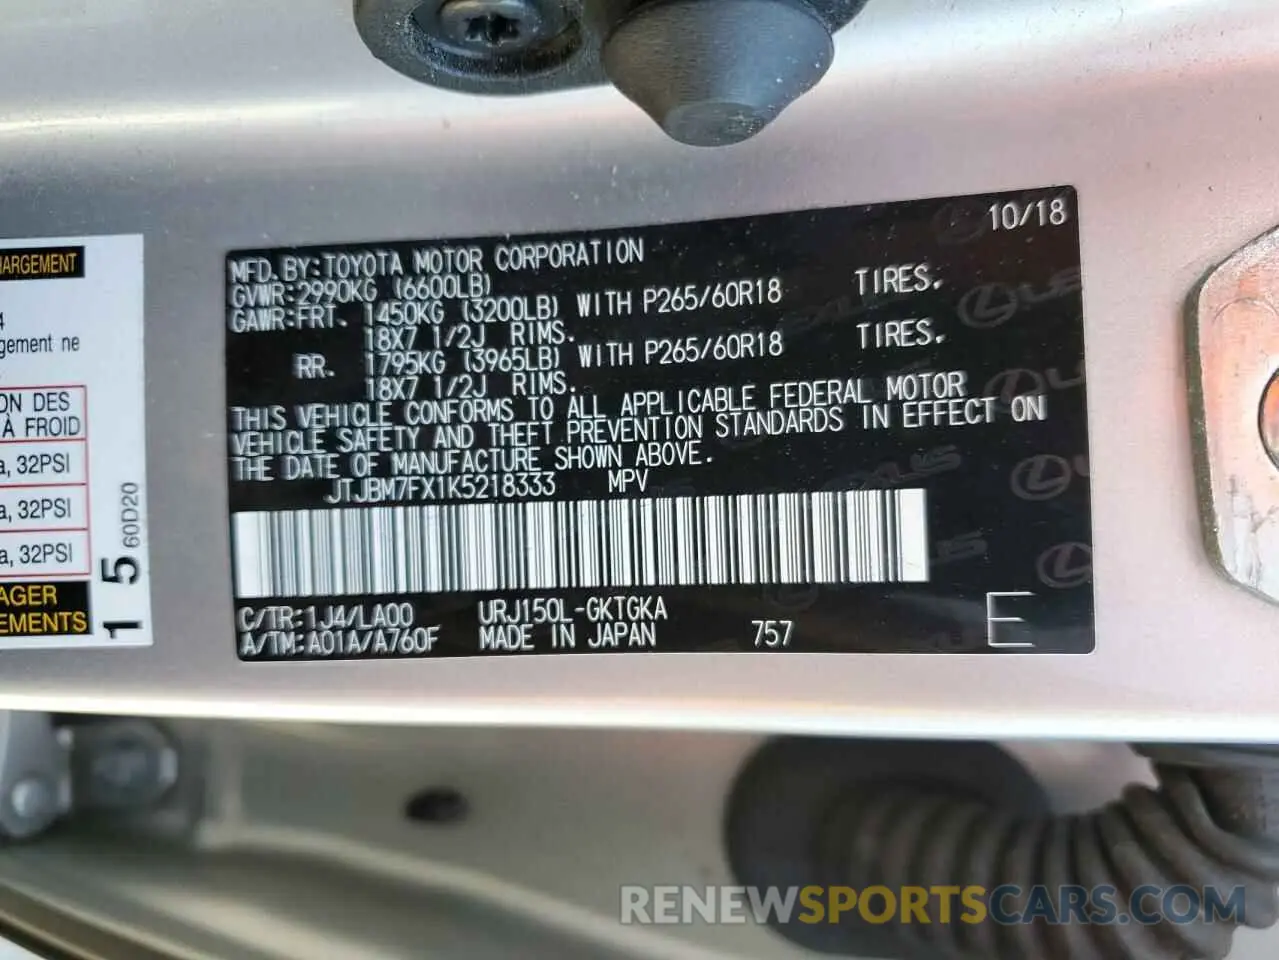 10/18
MFD. BY:TOYOTA MOTOR CORPORATION
GVWR:2990KG (6600LB)
GAWR:FRT. 1450KG (3200LB) WITH P265/60R18 TIRES.
18X7 1/2J RIMS.
RR. 1795KG (3965LB) WITH P265/60R18 TIRES.
18X7 1/2J RIMS.
THIS VEHICLE CONFORMS TO ALL APPLICABLE FEDERAL MOTOR
VEHICLE SAFETY AND THEFT PREVENTION STANDARDS IN EFFECT ON
THE DATE OF MANUFACTURE SHOWN ABOVE.
JTJBM7FX1K5218333 MPV
C/TR:1J4/LA00 URJ150L-GKTGKA
A/TM:A01A/A760F MADE IN JAPAN 757 E
ARGEMENT
4
gement ne
ON DES
À FROID
a, 32PSI
a, 32PSI
a, 32PSI
AGER
EMENTS
15
60D20
LEXUS
RENEWSPORTSCARS.COM